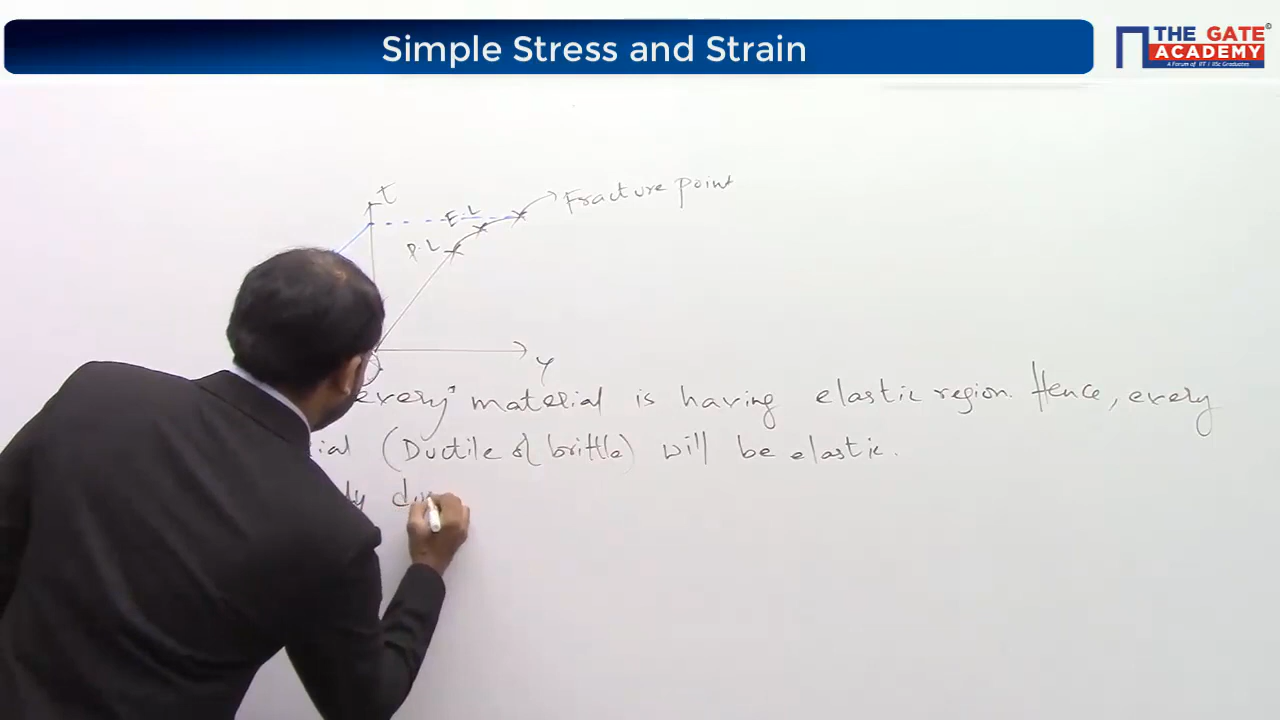 Simple Stress and Strain
THE GATE
ACADEMY
A Forum of IIT / IISc Graduates
Fracture point
E.L
P.L
every material is having elastic region. Hence, every
(Ductile or brittle) will be elastic.